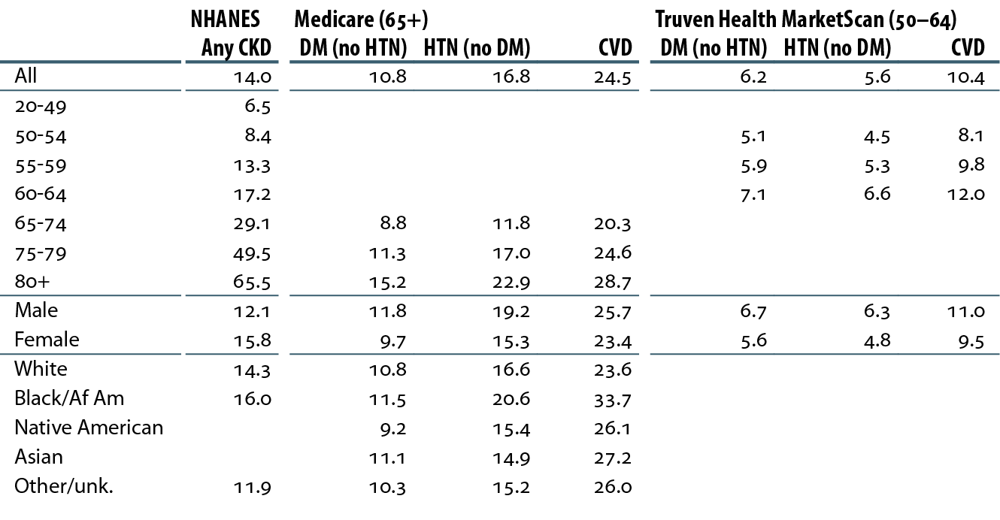 NHANES Medicare (65+) Truven Health MarketScan (50–64)
Any CKD DM (no HTN) HTN (no DM) CVD DM (no HTN) HTN (no DM) CVD
All 14.0 10.8 16.8 24.5 6.2 5.6 10.4
20-49 6.5
50-54 8.4 5.1 4.5 8.1
55-59 13.3 5.9 5.3 9.8
60-64 17.2 7.1 6.6 12.0
65-74 29.1 8.8 11.8 20.3
75-79 49.5 11.3 17.0 24.6
80+ 65.5 15.2 22.9 28.7
Male 12.1 11.8 19.2 25.7 6.7 6.3 11.0
Female 15.8 9.7 15.3 23.4 5.6 4.8 9.5
White 14.3 10.8 16.6 23.6
Black/Af Am 16.0 11.5 20.6 33.7
Native American 9.2 15.4 26.1
Asian 11.1 14.9 27.2
Other/unk. 11.9 10.3 15.2 26.0